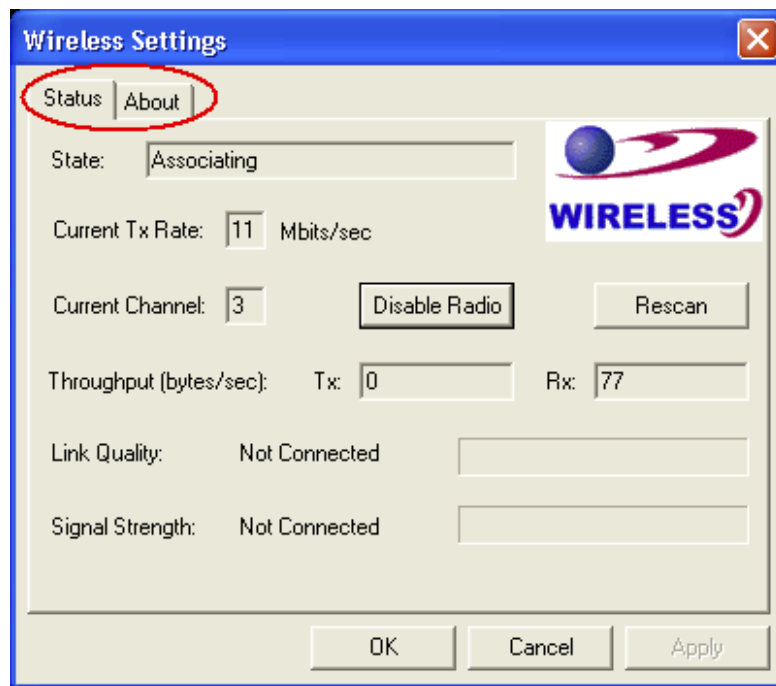 Wireless Settings
Status About
State: Associating
WIRELESS
Current Tx Rate: 11 Mbits/sec
Current Channel: 3 Disable Radio Rescan
Throughput (bytes/sec): Tx: 0 Rx: 77
Link Quality: Not Connected
Signal Strength: Not Connected
OK Cancel Apply